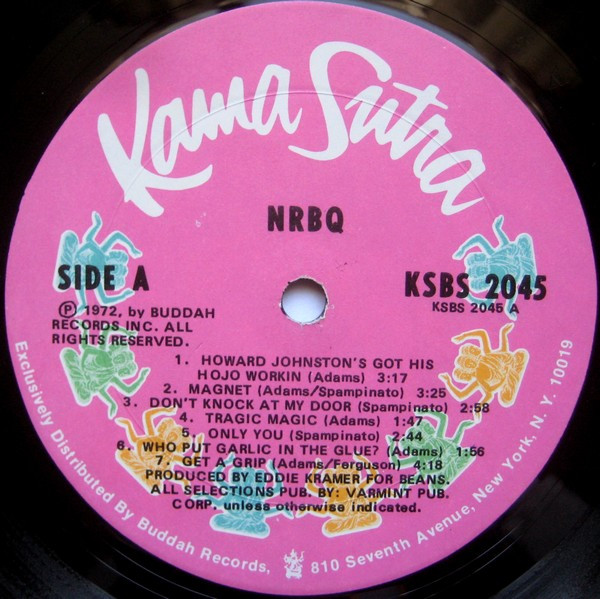 Kama Sutra
NRBQ
SIDE A
KSBS 2045
KSBS 2045 A
℗ 1972, by BUDDAH
RECORDS INC. ALL
RIGHTS RESERVED.
1. HOWARD JOHNSTON'S GOT HIS
HOJO WORKIN (Adams) 3:17
2. MAGNET (Adams/Spampinato) 3:25
3. DON'T KNOCK AT MY DOOR (Spampinato) 2:58
4. TRAGIC MAGIC (Adams) 1:47
5. ONLY YOU (Spampinato) 2:44
6. WHO PUT GARLIC IN THE GLUE? (Adams) 1:56
7. GET A GRIP (Adams/Ferguson) 4:18
PRODUCED BY EDDIE KRAMER FOR BEANS.
ALL SELECTIONS PUB. BY: VARMINT PUB.
CORP. unless otherwise indicated.
Exclusively Distributed By Buddah Records, 810 Seventh Avenue, New York, N. Y. 10019